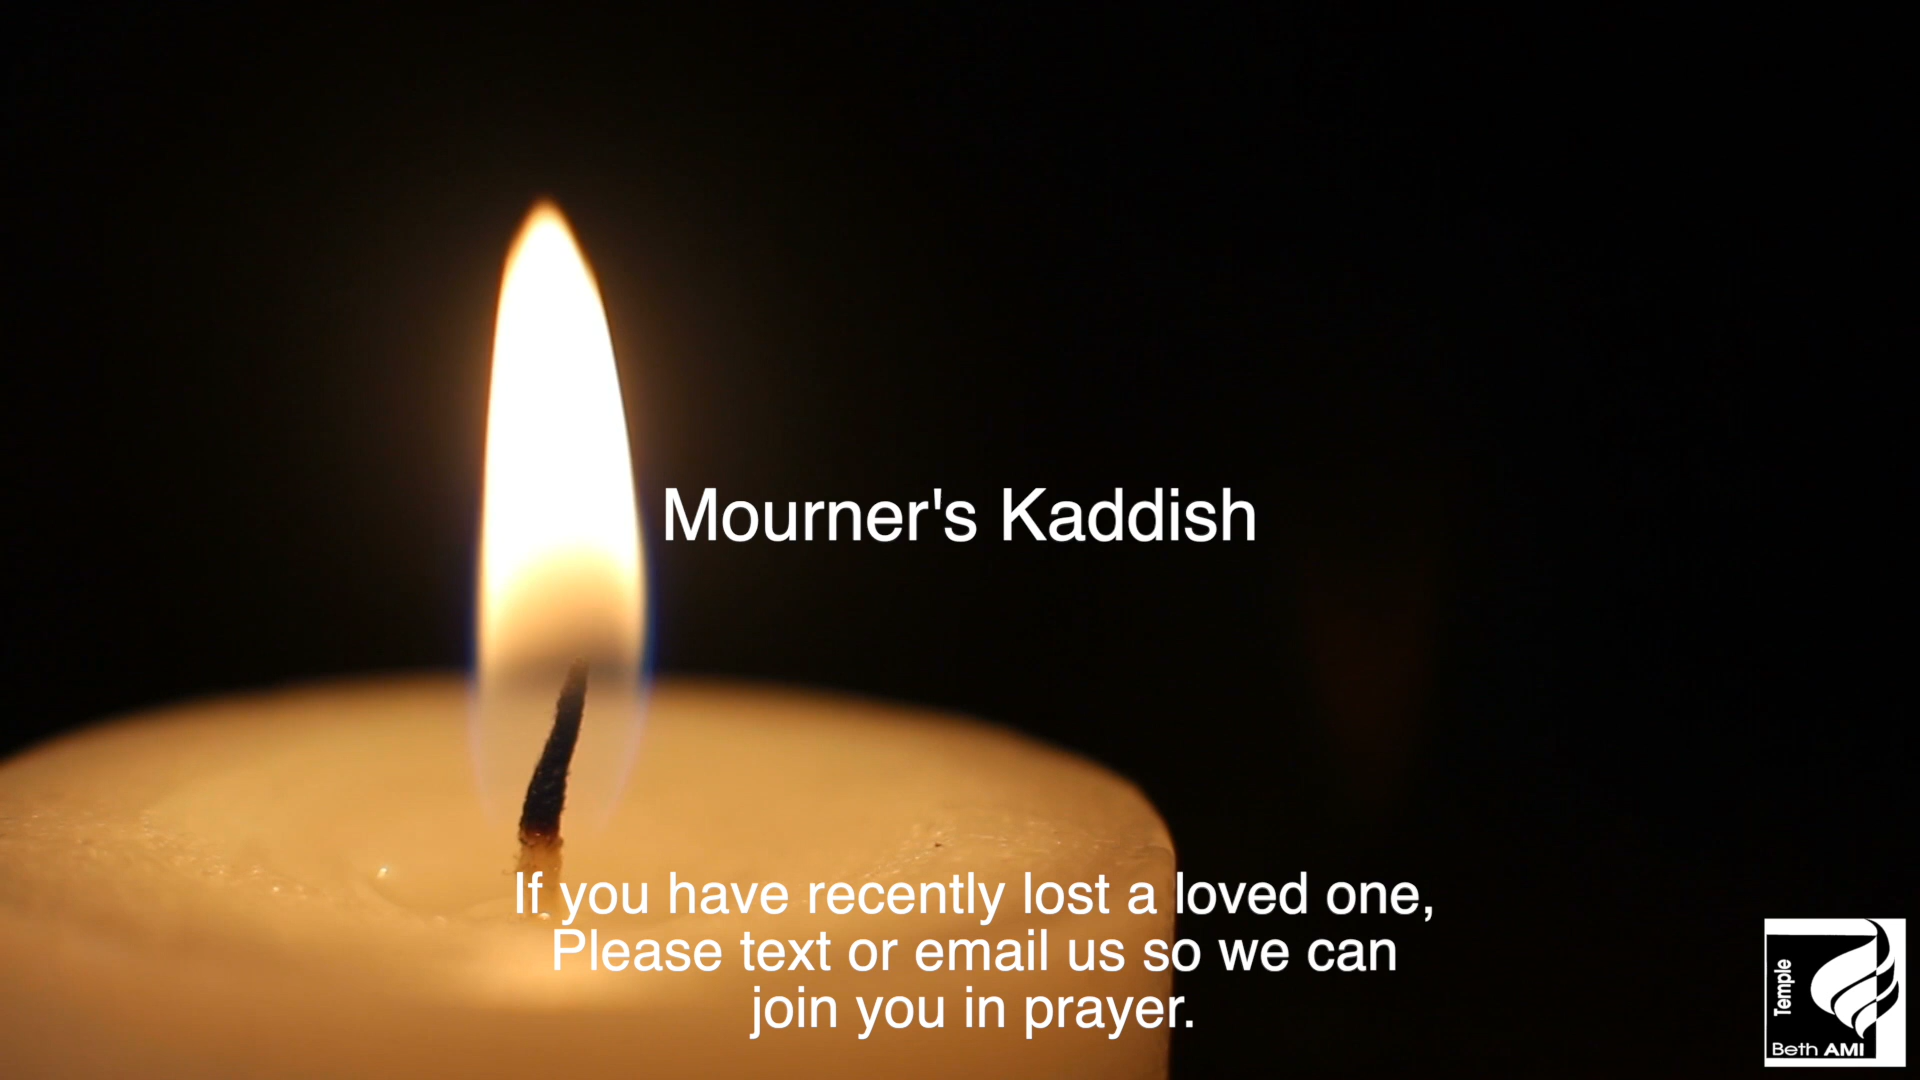 Mourner's Kaddish
If you have recently lost a loved one,
Please text or email us so we can
join you in prayer.
Temple
Beth AMI